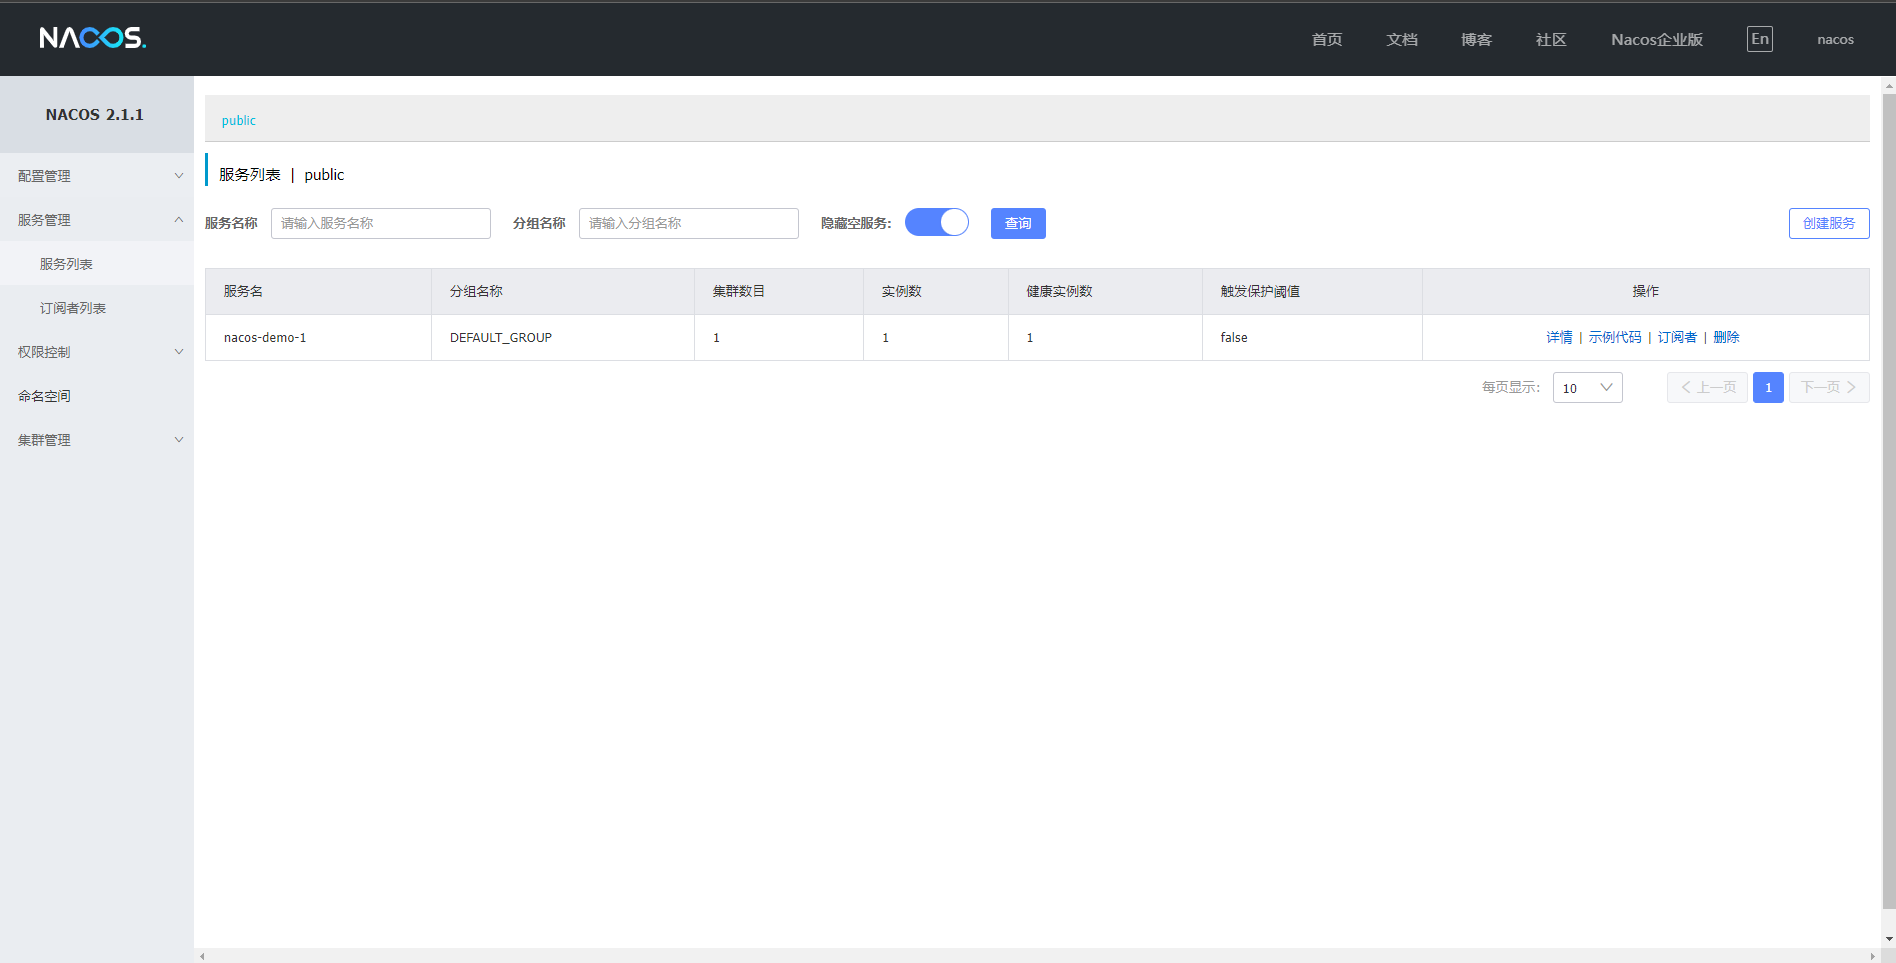 NACOS. 首页 文档 博客 社区 Nacos企业版 En nacos
NACOS 2.1.1
配置管理
服务管理
服务列表
订阅者列表
权限控制
命名空间
集群管理
public
服务列表 | public
服务名称 请输入服务名称 分组名称 请输入分组名称 隐藏空服务: 查询 创建服务
服务名 分组名称 集群数目 实例数 健康实例数 触发保护阈值 操作
nacos-demo-1 DEFAULT_GROUP 1 1 1 false 详情 | 示例代码 | 订阅者 | 删除
每页显示: 10 上一页 1 下一页